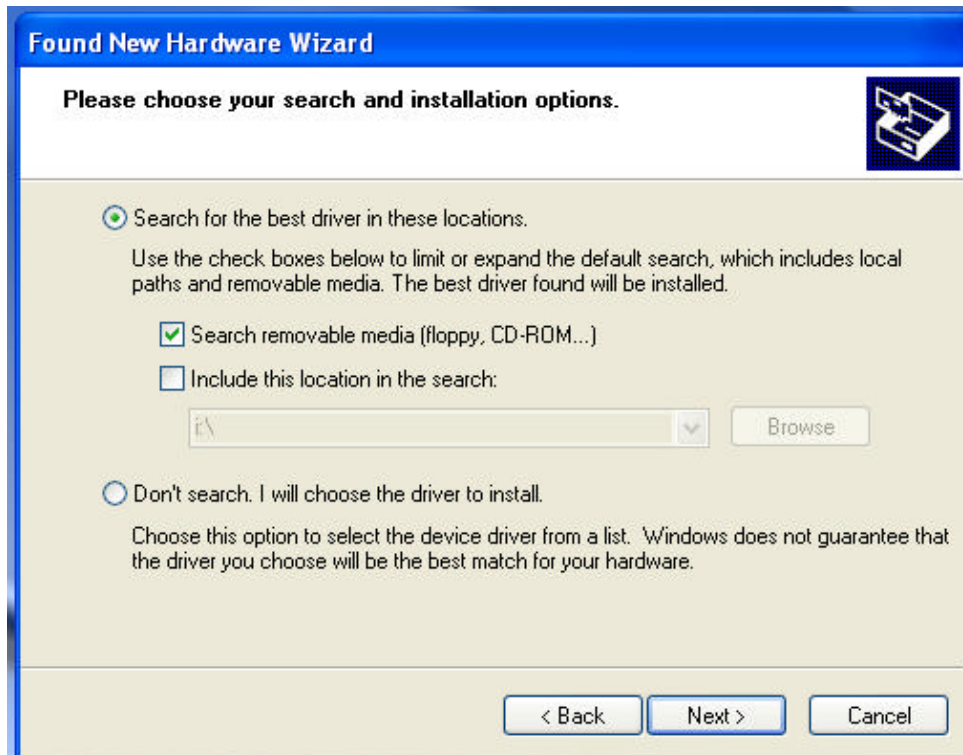 Found New Hardware Wizard
Please choose your search and installation options.
Search for the best driver in these locations.
Use the check boxes below to limit or expand the default search, which includes local
paths and removable media. The best driver found will be installed.
Search removable media (floppy, CD-ROM...)
Include this location in the search:
i:\
Browse
Don't search. I will choose the driver to install.
Choose this option to select the device driver from a list. Windows does not guarantee that
the driver you choose will be the best match for your hardware.
< Back Next > Cancel